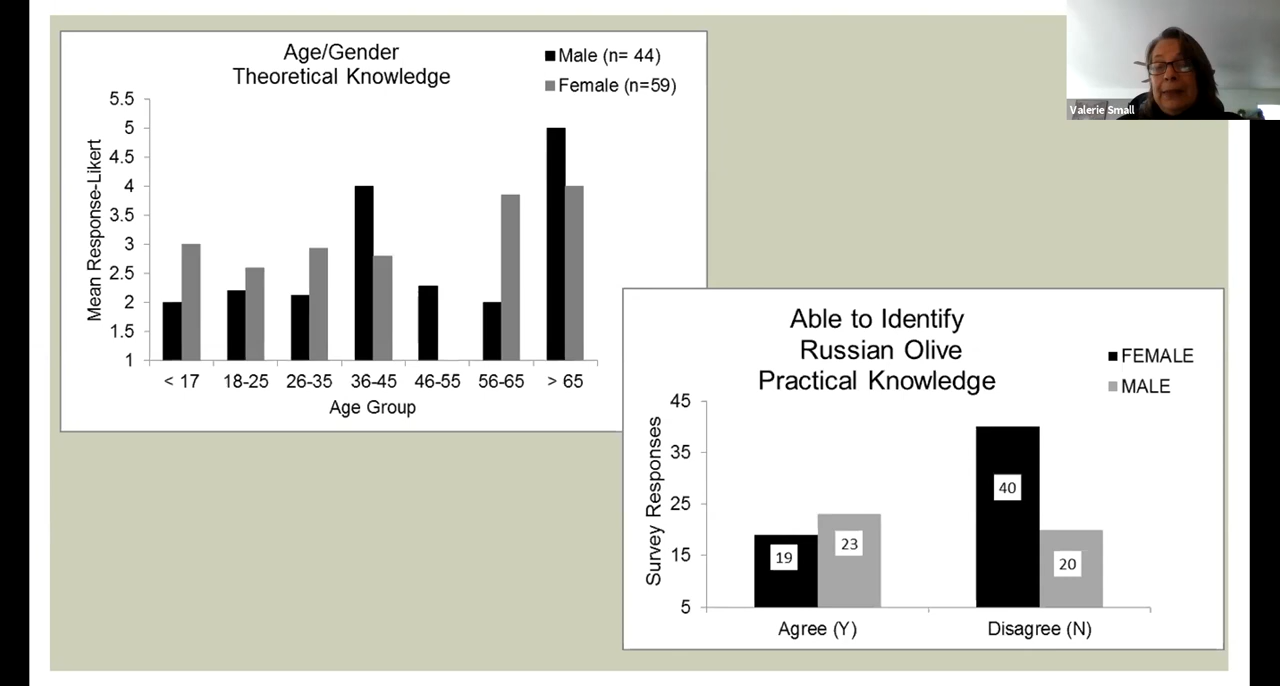 Age/Gender
Theoretical Knowledge
Male (n= 44)
Female (n=59)
Mean Response-Likert
5.5
5
4.5
4
3.5
3
2.5
2
1.5
1
< 17 18-25 26-35 36-45 46-55 56-65 > 65
Age Group
Valerie Small
Able to Identify
Russian Olive
Practical Knowledge
FEMALE
MALE
Survey Responses
45
35
25
15
5
19
23
40
20
Agree (Y) Disagree (N)